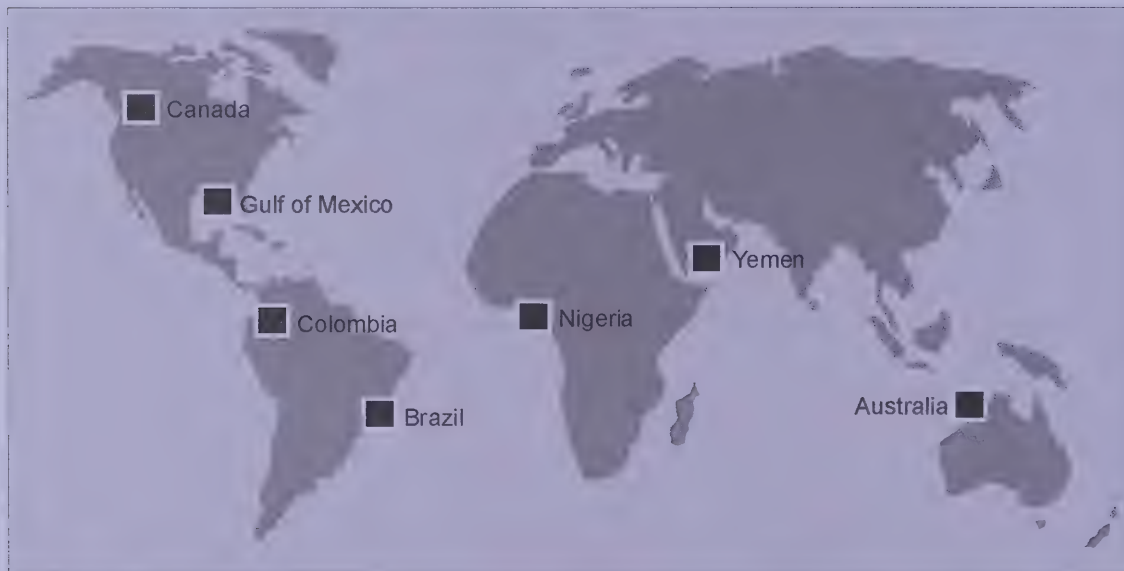 Canada
Gulf of Mexico
Yemen
Colombia
Nigeria
Australia
Brazil